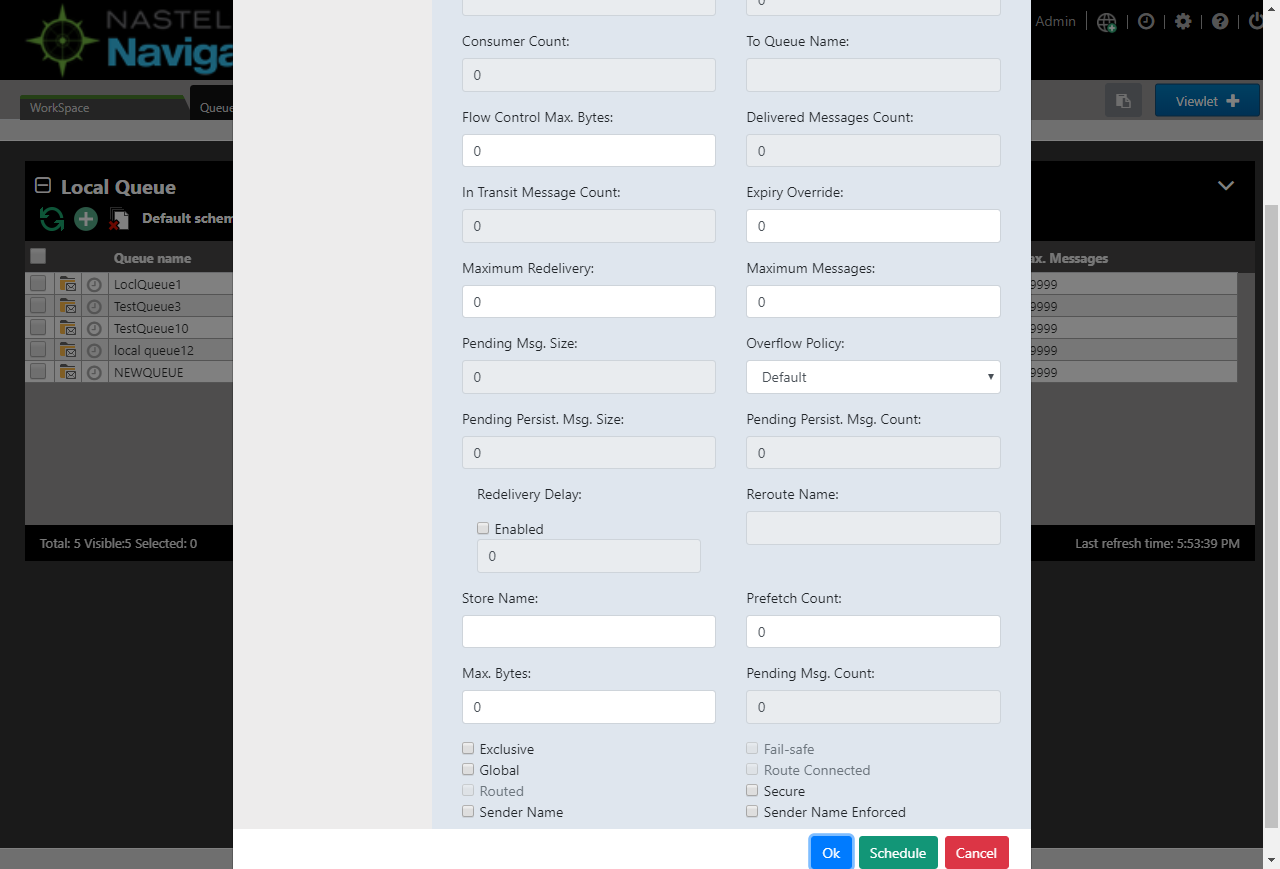 NASTEL
Naviga
Admin
WorkSpace
Queue
Viewlet
Local Queue
Default schem
Queue name
ax. Messages
LoclQueue1
9999
TestQueue3
9999
TestQueue10
9999
local queue12
9999
NEWQUEUE
9999
Total: 5 Visible:5 Selected: 0
Last refresh time: 5:53:39 PM
0
Consumer Count:
To Queue Name:
0
Flow Control Max. Bytes:
Delivered Messages Count:
0
0
In Transit Message Count:
Expiry Override:
0
0
Maximum Redelivery:
Maximum Messages:
0
0
Pending Msg. Size:
Overflow Policy:
0
Default
Pending Persist. Msg. Size:
Pending Persist. Msg. Count:
0
0
Redelivery Delay:
Reroute Name:
Enabled
0
Store Name:
Prefetch Count:
0
Max. Bytes:
Pending Msg. Count:
0
0
Exclusive
Fail-safe
Global
Route Connected
Routed
Secure
Sender Name
Sender Name Enforced
Ok
Schedule
Cancel